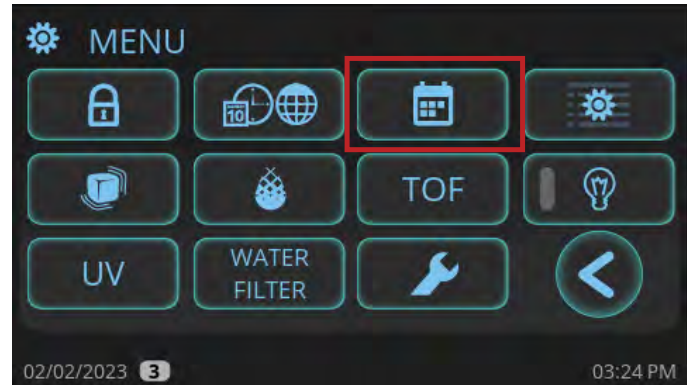 MENU
10
TOF
UV
WATER
FILTER
02/02/2023 3
03:24 PM